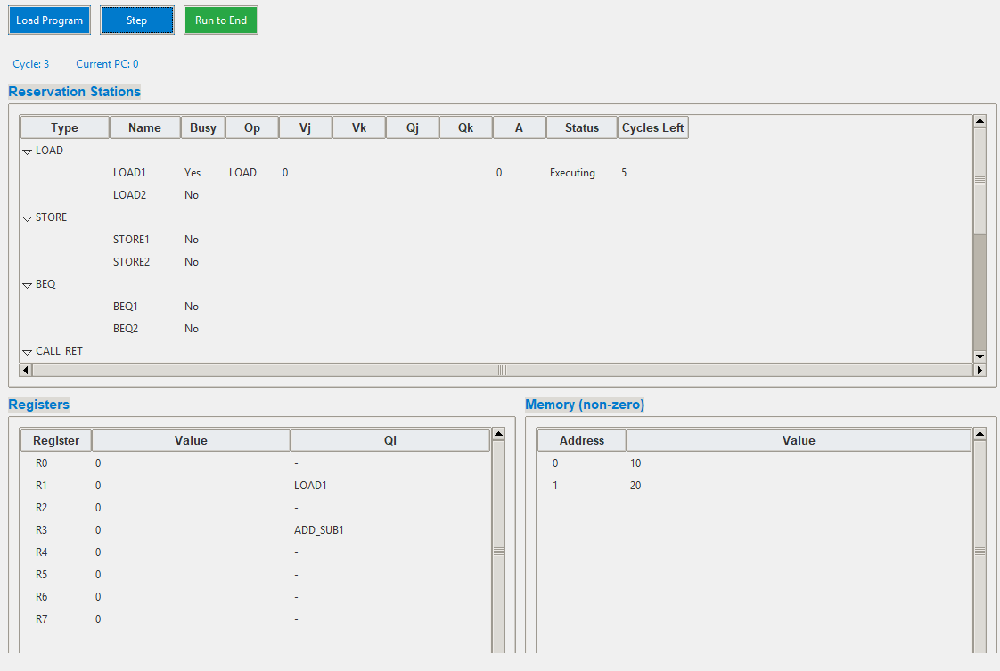 Load Program Step Run to End
Cycle: 3 Current PC: 0
Reservation Stations
Type Name Busy Op Vj Vk Qj Qk A Status Cycles Left
LOAD
LOAD1 Yes LOAD 0 0 Executing 5
LOAD2 No
STORE
STORE1 No
STORE2 No
BEQ
BEQ1 No
BEQ2 No
CALL_RET
Registers
Register Value Qi
R0 0 -
R1 0 LOAD1
R2 0 -
R3 0 ADD_SUB1
R4 0 -
R5 0 -
R6 0 -
R7 0 -
Memory (non-zero)
Address Value
0 10
1 20